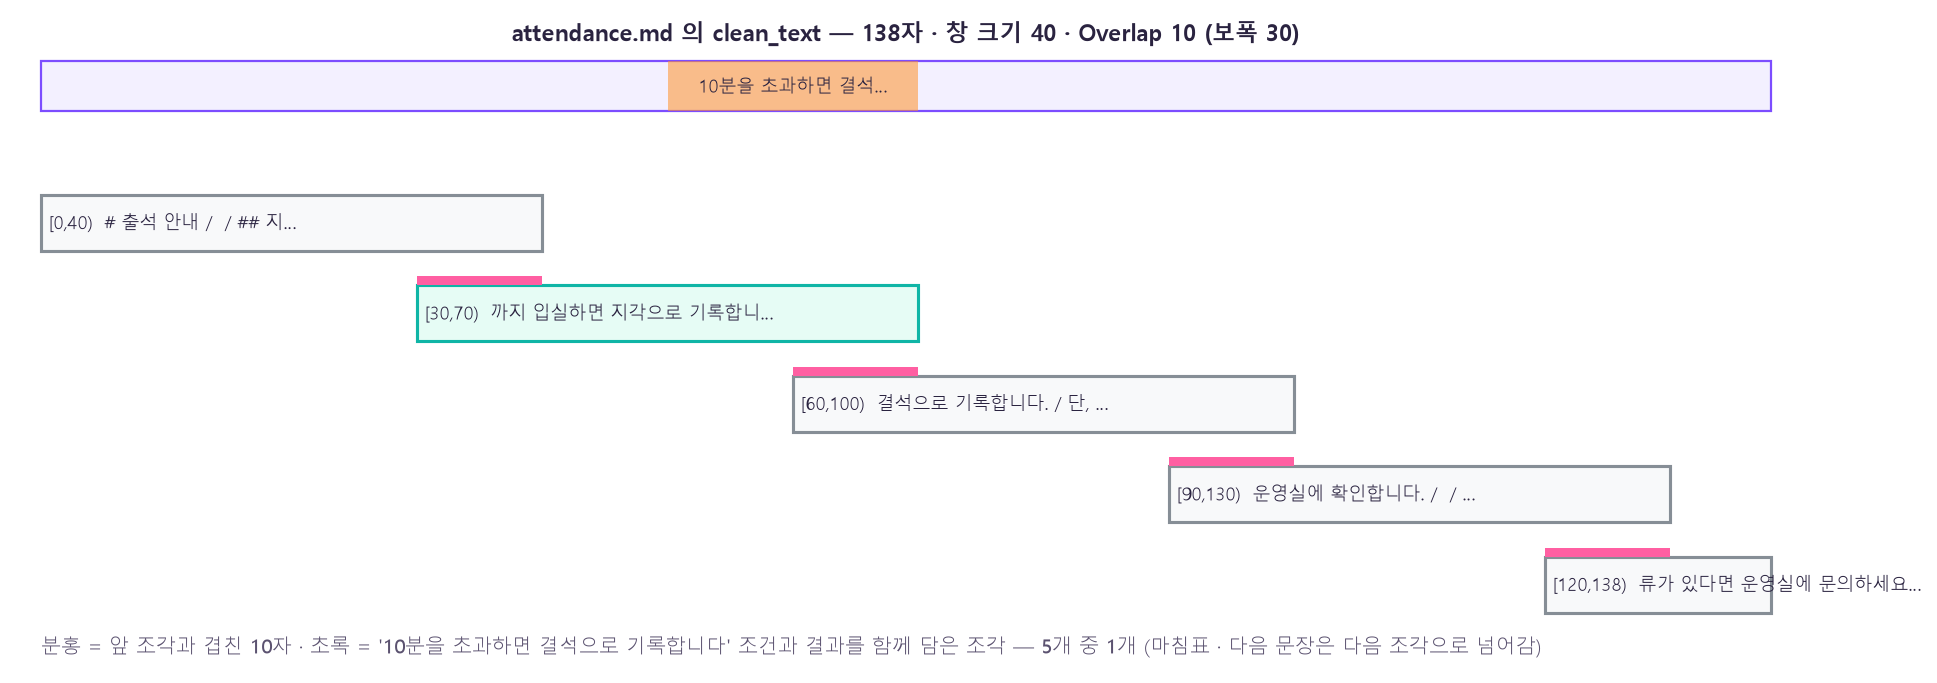 attendance.md 의 clean_text — 138자 · 창 크기 40 · Overlap 10 (보폭 30)
10분을 초과하면 결석...
[0,40) # 출석 안내 / / ## 지...
[30,70) 까지 입실하면 지각으로 기록합니...
[60,100) 결석으로 기록합니다. / 단, ...
[90,130) 운영실에 확인합니다. / / ...
[120,138) 류가 있다면 운영실에 문의하세요...
분홍 = 앞 조각과 겹친 10자 · 초록 = '10분을 초과하면 결석으로 기록합니다' 조건과 결과를 함께 담은 조각 — 5개 중 1개 (마침표 · 다음 문장은 다음 조각으로 넘어감)